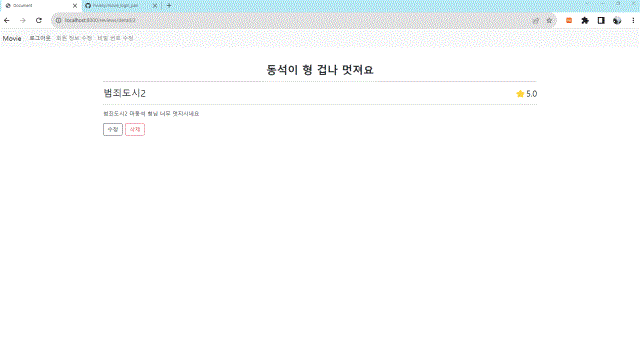 Document
localhost:8000/reviews/detail/2
Movie 로그아웃 회원 정보 수정 비밀 번호 수정
동석이 형 겁나 멋져요
범죄도시2
5.0
범죄도시2 마동석 형님 너무 멋지시네요
수정 삭제